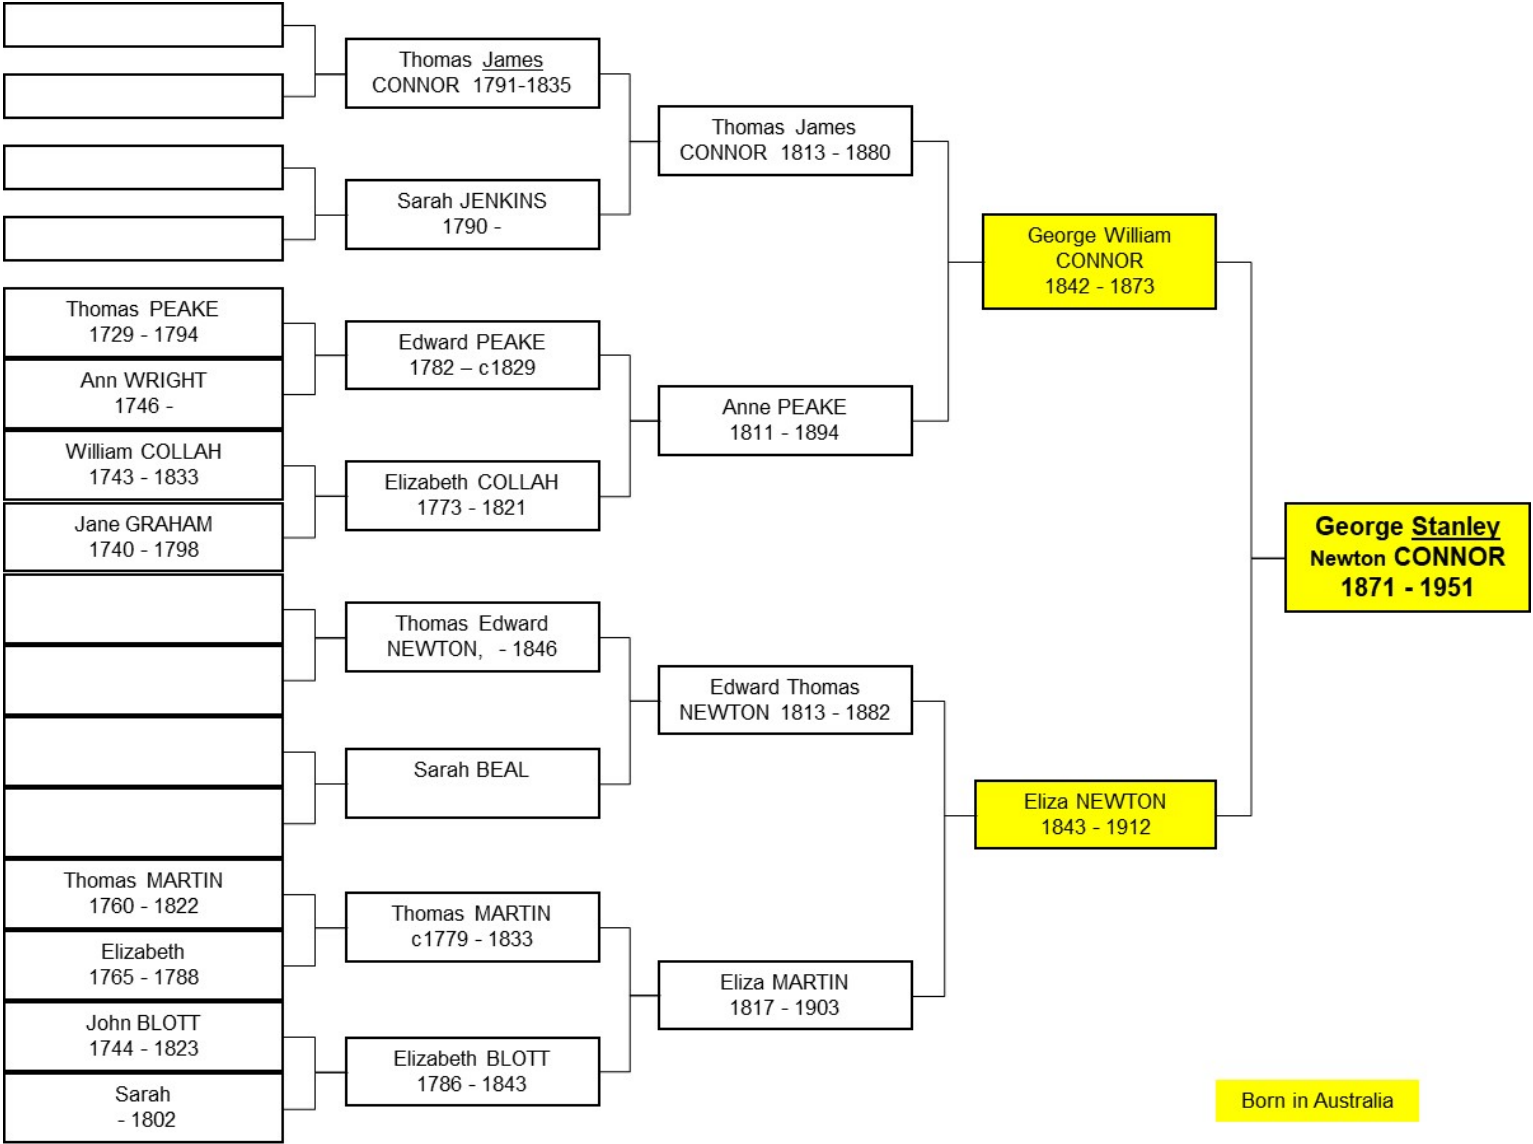 Thomas James
CONNOR 1791-1835
Sarah JENKINS
1790 -
Thomas PEAKE
1729 - 1794
Ann WRIGHT
1746 -
William COLLAH
1743 - 1833
Jane GRAHAM
1740 - 1798
Edward PEAKE
1782 – c1829
Elizabeth COLLAH
1773 - 1821
Thomas Edward
NEWTON, - 1846
Sarah BEAL
Thomas MARTIN
1760 - 1822
Elizabeth
1765 - 1788
John BLOTT
1744 - 1823
Sarah
- 1802
Thomas MARTIN
c1779 - 1833
Elizabeth BLOTT
1786 - 1843
Thomas James
CONNOR 1813 - 1880
Anne PEAKE
1811 - 1894
Edward Thomas
NEWTON 1813 - 1882
Eliza MARTIN
1817 - 1903
George William
CONNOR
1842 - 1873
Eliza NEWTON
1843 - 1912
George Stanley
Newton CONNOR
1871 - 1951
Born in Australia